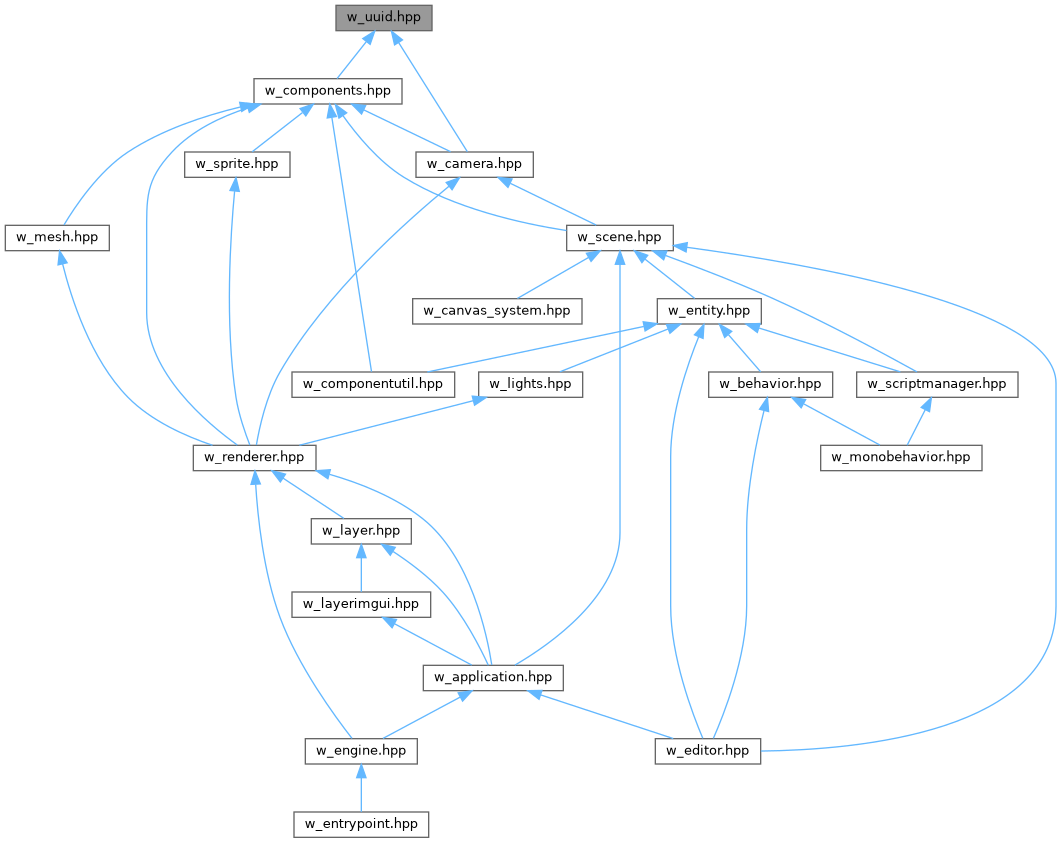 w_uuid.hpp
w_components.hpp
w_sprite.hpp
w_camera.hpp
w_mesh.hpp
w_scene.hpp
w_canvas_system.hpp
w_entity.hpp
w_componentutil.hpp
w_lights.hpp
w_behavior.hpp
w_scriptmanager.hpp
w_renderer.hpp
w_monobehavior.hpp
w_layer.hpp
w_layerimgui.hpp
w_application.hpp
w_engine.hpp
w_editor.hpp
w_entrypoint.hpp